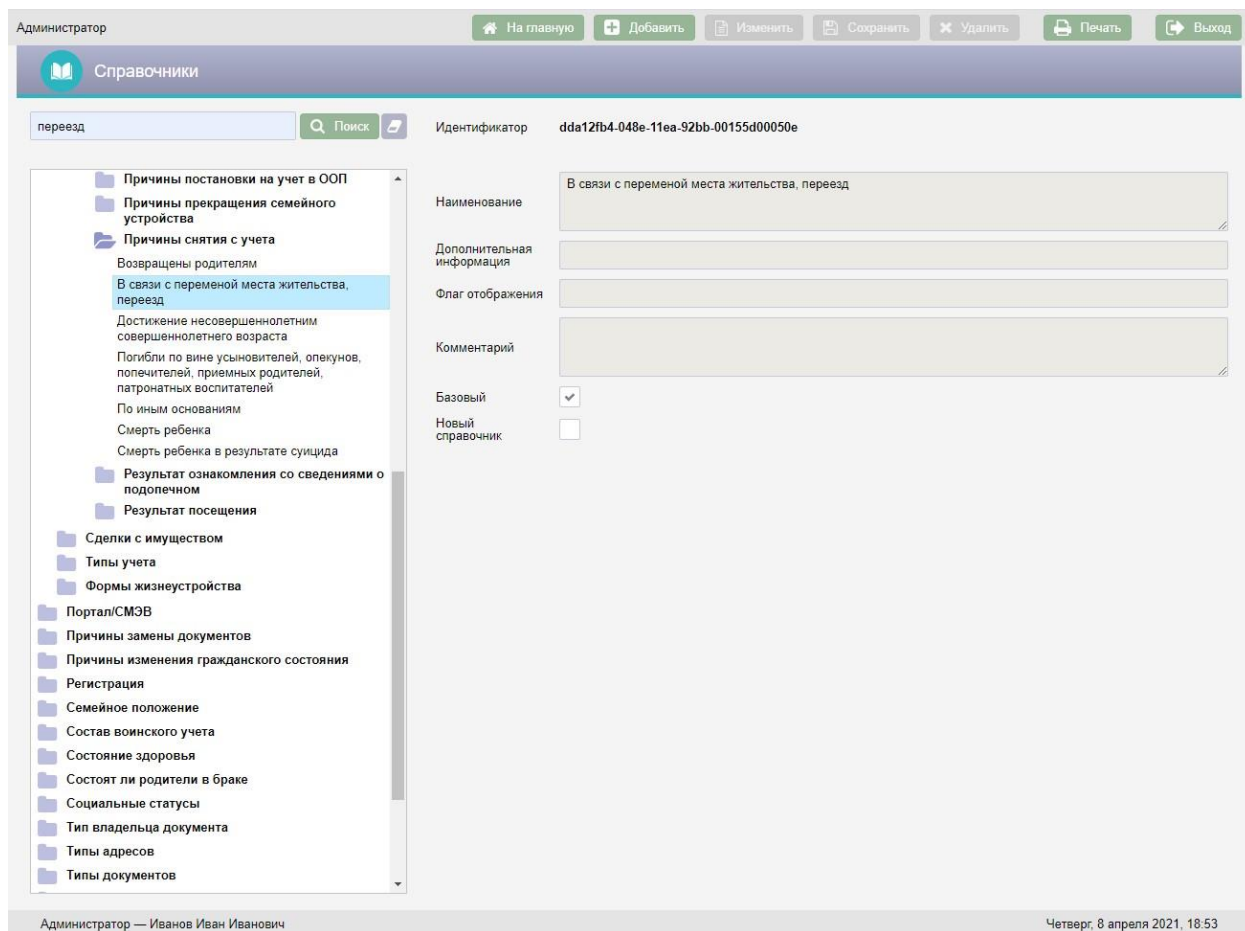 Администратор
На главную
Добавить
Изменить
Сохранить
Удалить
Печать
Выход
Справочники
переезд
Поиск
Идентификатор
dda12fb4-048e-11ea-92bb-00155d00050e
Причины постановки на учет в ООП
Причины прекращения семейного
устройства
Причины снятия с учета
Возвращены родителям
В связи с переменой места жительства,
переезд
Достижение несовершеннолетним
совершеннолетнего возраста
Погибли по вине усыновителей, опекунов,
попечителей, приемных родителей,
патронатных воспитателей
По иным основаниям
Смерть ребенка
Смерть ребенка в результате суицида
Результат ознакомления со сведениями о
подопечном
Результат посещения
Сделки с имуществом
Типы учета
Формы жизнеустройства
Портал/СМЭВ
Причины замены документов
Причины изменения гражданского состояния
Регистрация
Семейное положение
Состав воинского учета
Состояние здоровья
Состоят ли родители в браке
Социальные статусы
Тип владельца документа
Типы адресов
Типы документов
Наименование
В связи с переменой места жительства, переезд
Дополнительная
информация
Флаг отображения
Комментарий
Базовый
Новый
справочник
Администратор — Иванов Иван Иванович
Четверг, 8 апреля 2021, 18:53